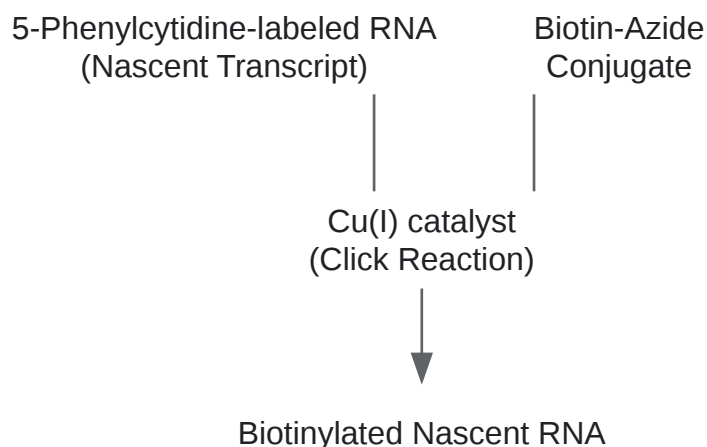 5-Phenylcytidine-labeled RNA
(Nascent Transcript)
Biotin-Azide
Conjugate
Cu(I) catalyst
(Click Reaction)
Biotinylated Nascent RNA